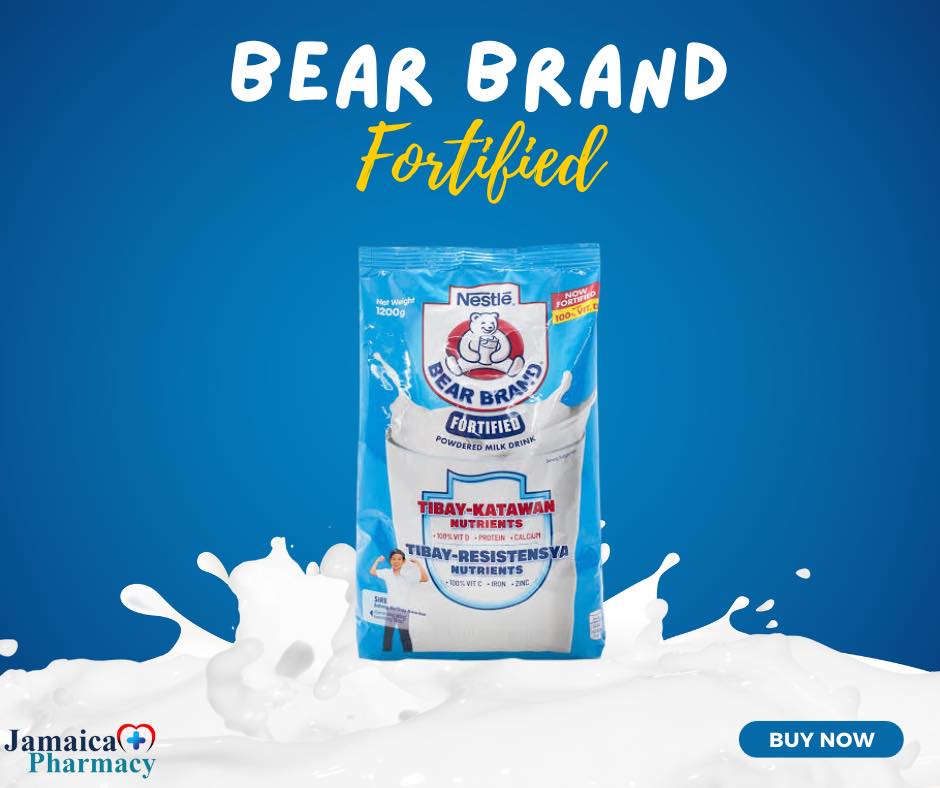 BEAR BRAND
Fortified
Net Weight
1200g
Nestlé
NOW
FORTIFIED
100% VIT. D
BEAR BRAND
FORTIFIED
POWDERED MILK DRINK
TIBAY-KATAWAN
NUTRIENTS
• 100% VIT D • PROTEIN • CALCIUM
TIBAY-RESISTENSYA
NUTRIENTS
• 100% VIT C • IRON • ZINC
Jamaica
Pharmacy
BUY NOW